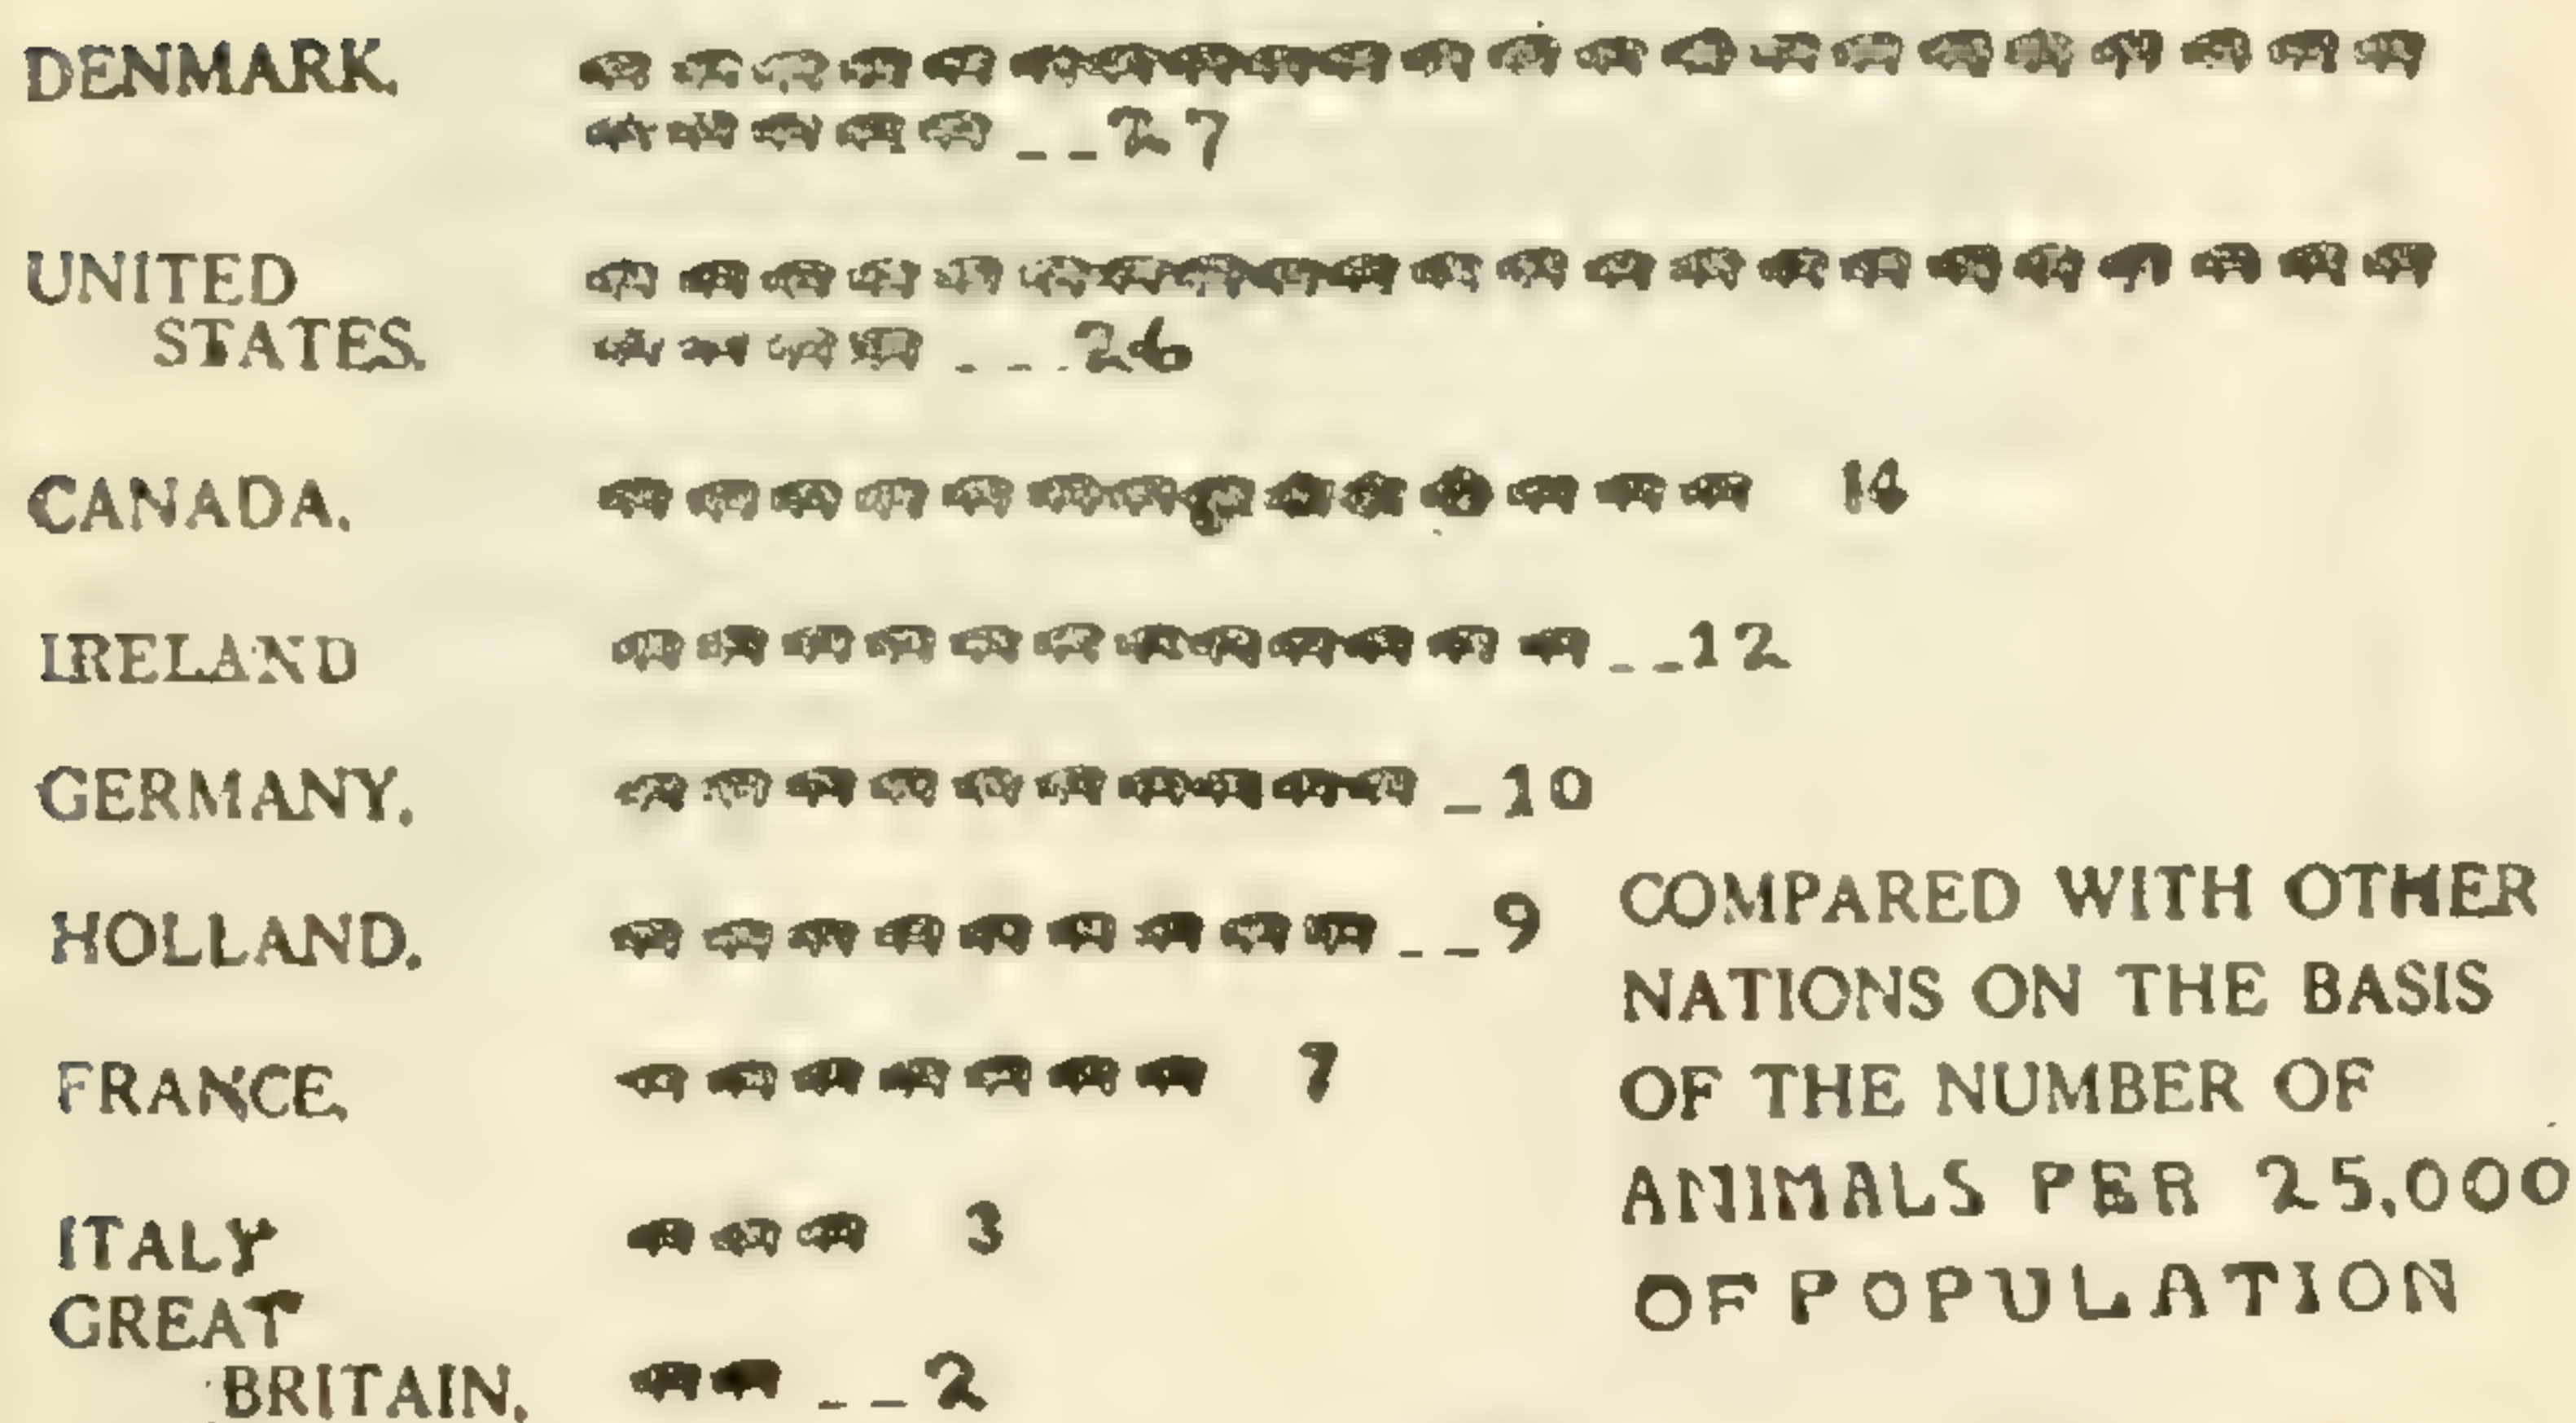 DENMARK.
__27
UNITED
STATES.
___26
CANADA. 14
IRELAND __12
GERMANY. _10
HOLLAND. __9
FRANCE. 7
ITALY 3
GREAT
BRITAIN. __2
COMPARED WITH OTHER
NATIONS ON THE BASIS
OF THE NUMBER OF
ANIMALS PER 25,000
OF POPULATION